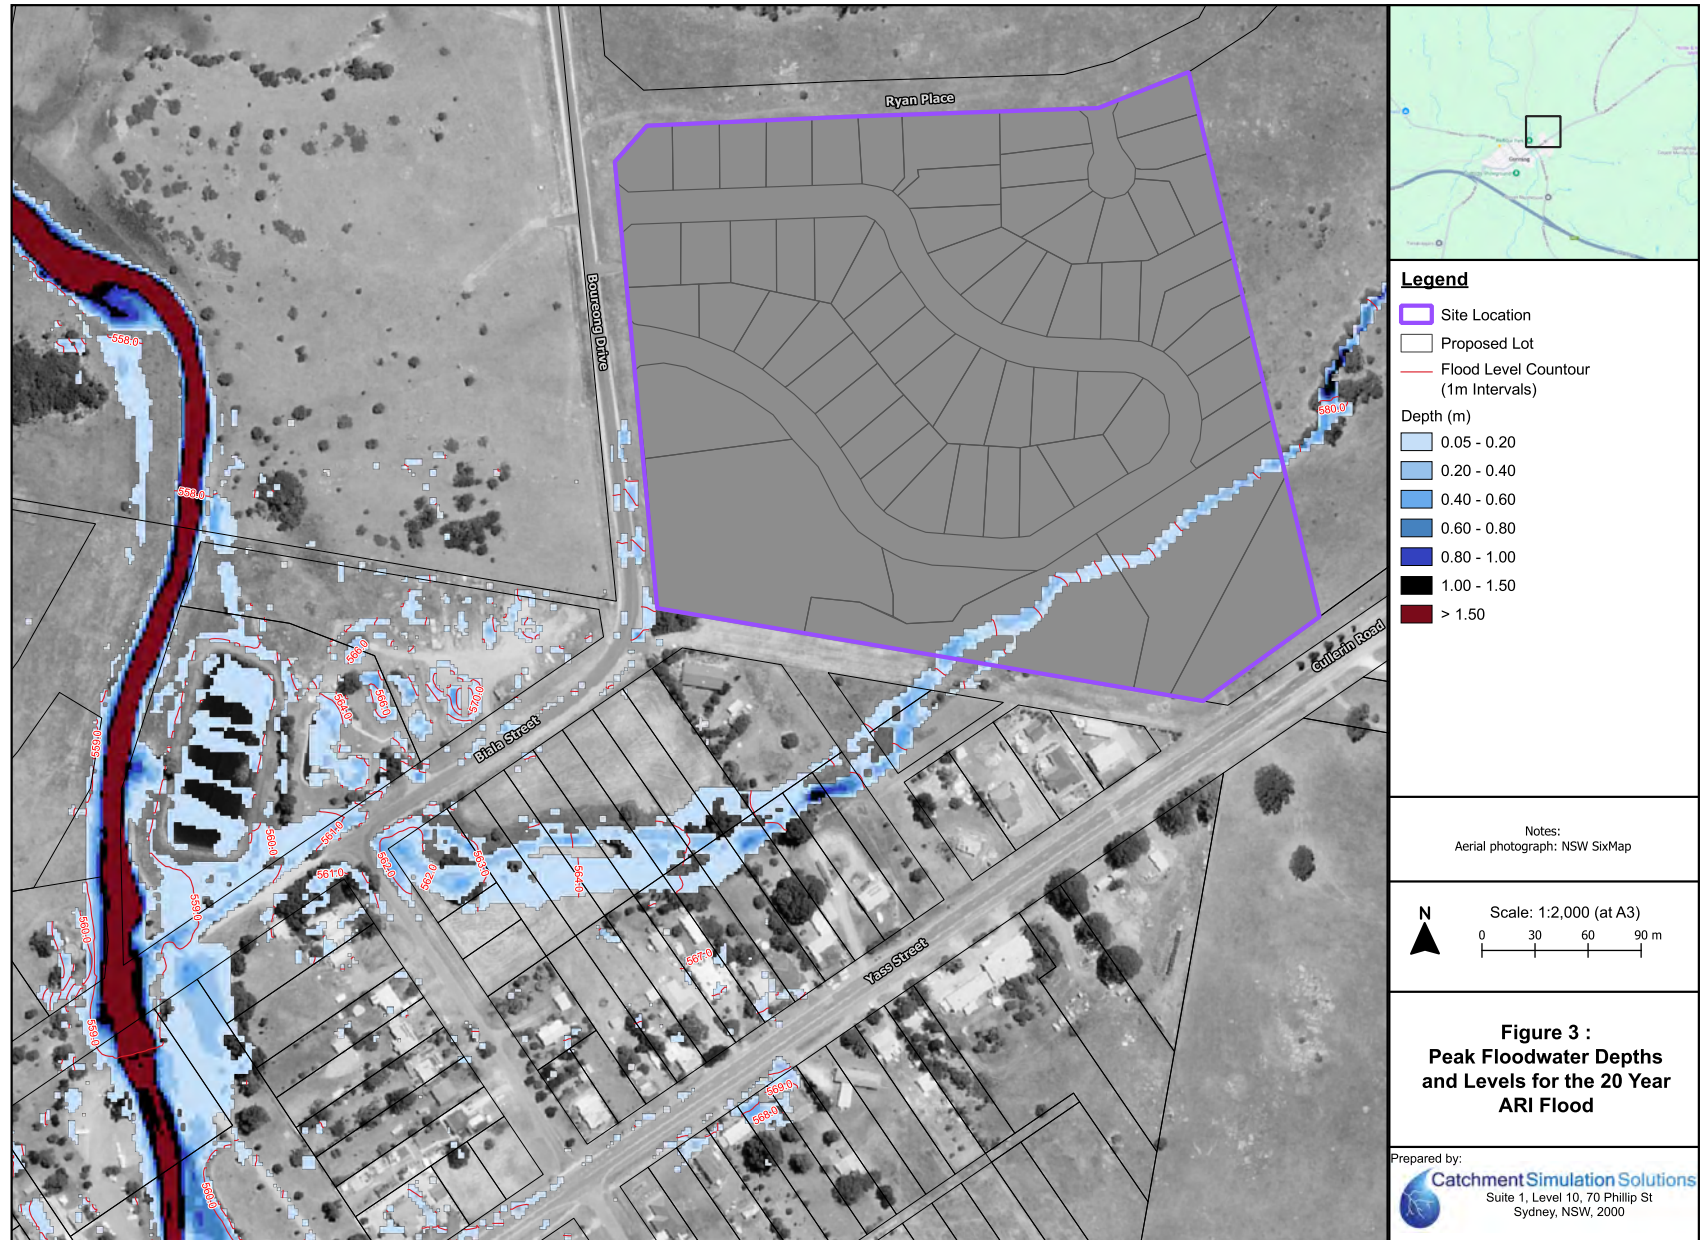 Ryan Place
Boureong Drive
Cullerin Road
Biala Street
Yass Street
558.0
558.0
580.0
566.0
564.0
566.0
570.0
559.0
560.0
561.0
561.0
562.0
562.0
563.0
564.0
559.0
560.0
559.0
567.0
569.0
568.0
560.0
Legend
Site Location
Proposed Lot
Flood Level Countour
(1m Intervals)
Depth (m)
0.05 - 0.20
0.20 - 0.40
0.40 - 0.60
0.60 - 0.80
0.80 - 1.00
1.00 - 1.50
> 1.50
Notes:
Aerial photograph: NSW SixMap
N
Scale: 1:2,000 (at A3)
0 30 60 90 m
Figure 3 :
Peak Floodwater Depths
and Levels for the 20 Year
ARI Flood
Prepared by:
Catchment Simulation Solutions
Suite 1, Level 10, 70 Phillip St
Sydney, NSW, 2000